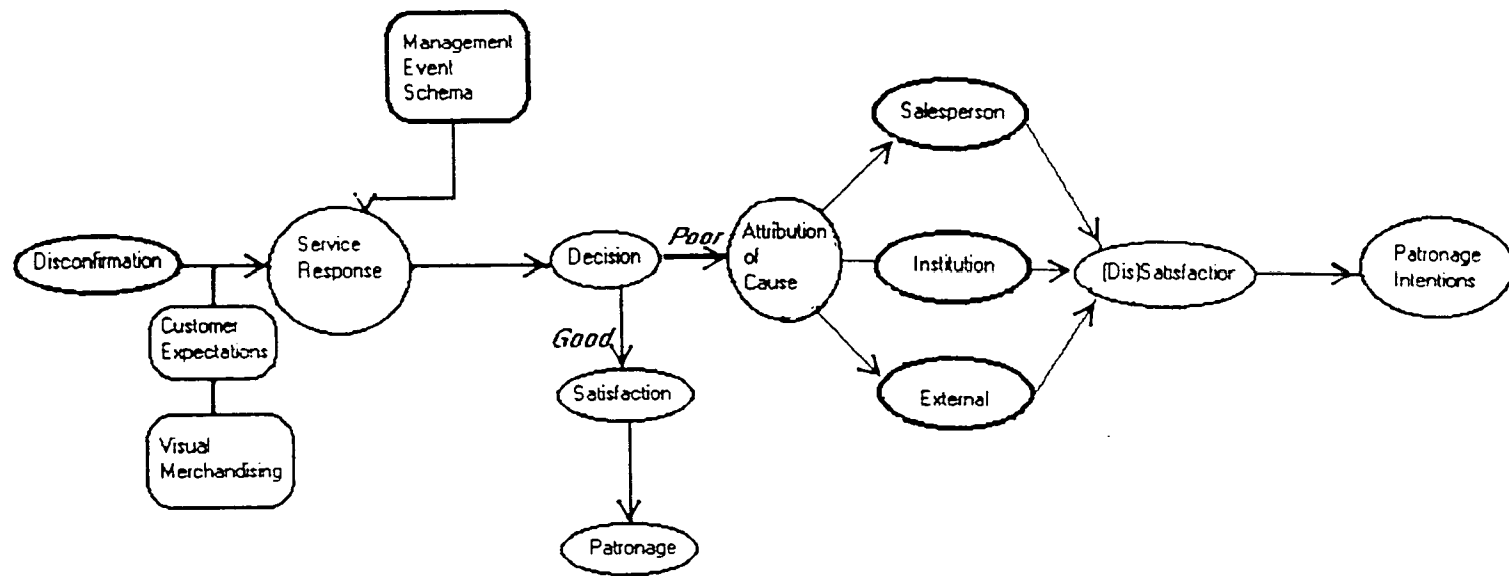 Management
Event
Schema
Salesperson
Disconfirmation
Service
Response
Decision
Poor
Attribution
of
Cause
Institution
(Dis)Satisfaction
Patronage
Intentions
Customer
Expectations
Good
Satisfaction
External
Visual
Merchandising
Patronage